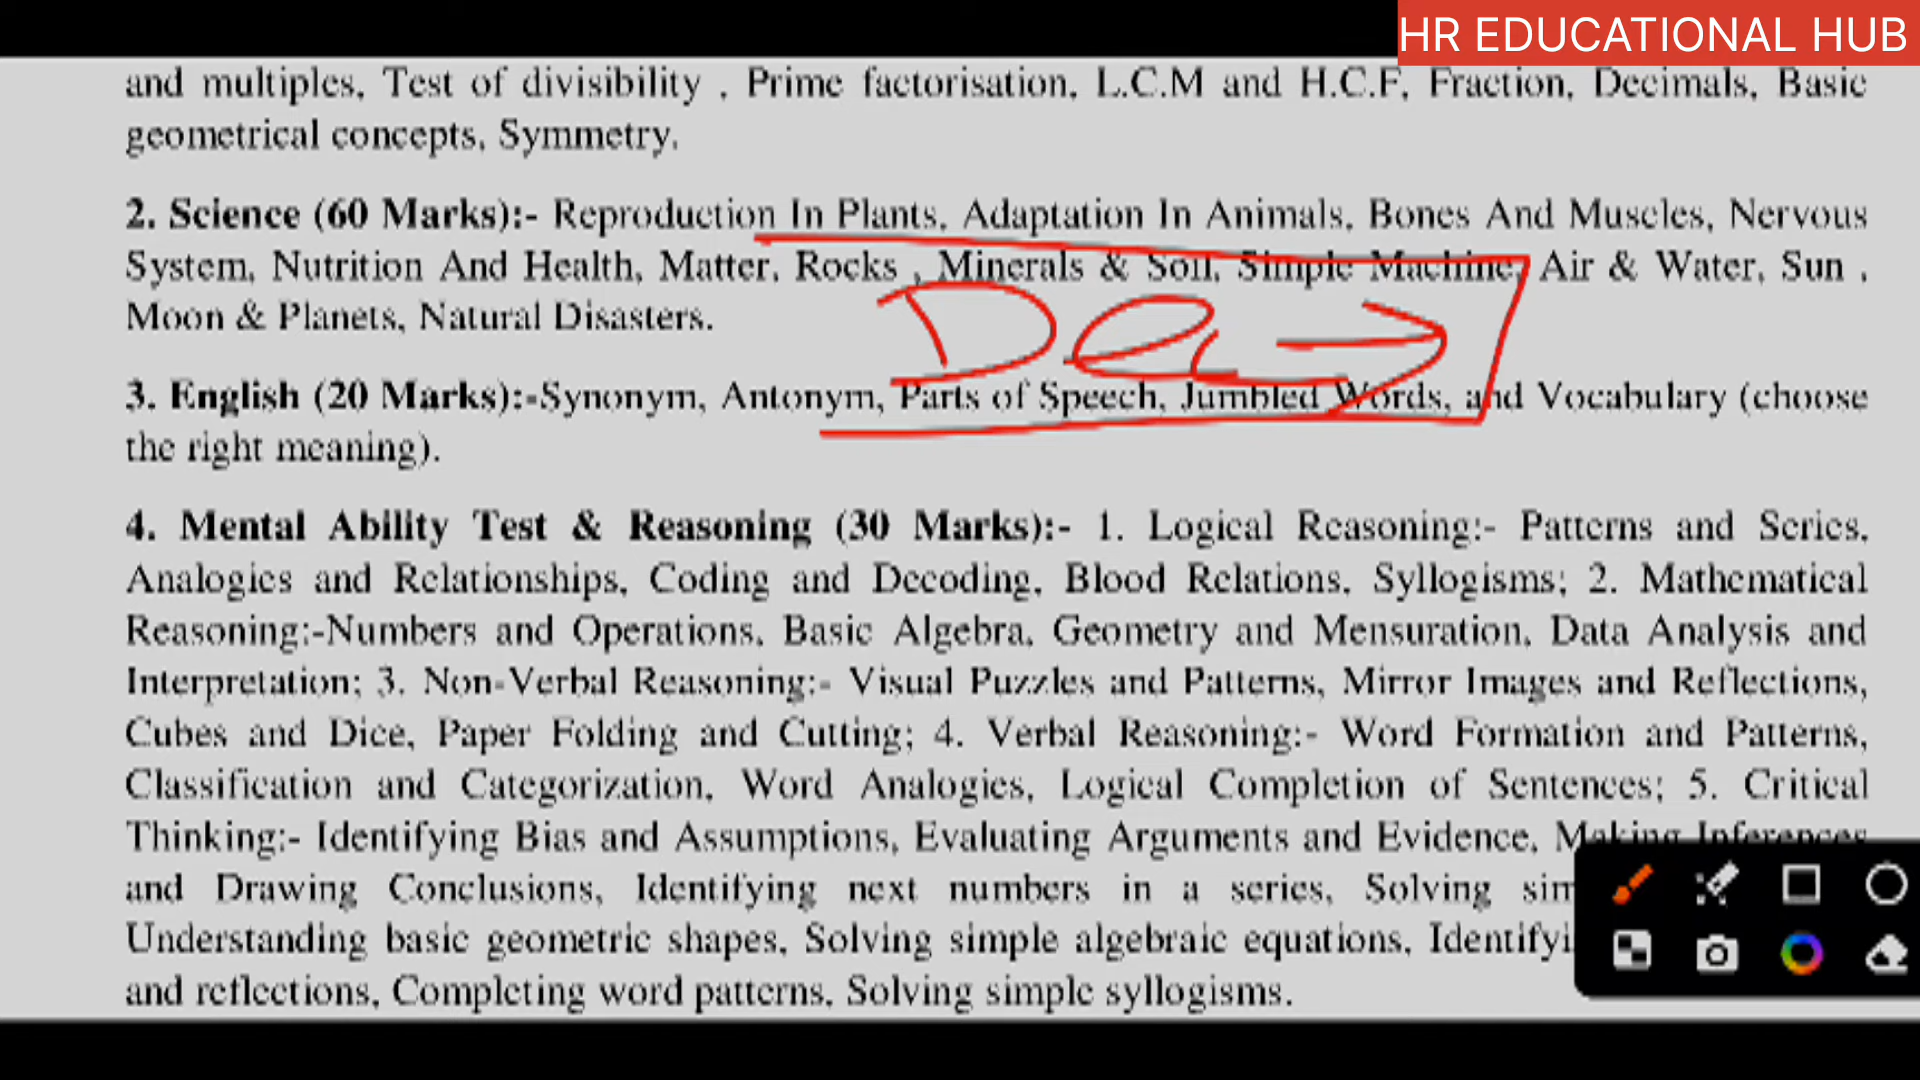 HR EDUCATIONAL HUB
and multiples, Test of divisibility , Prime factorisation, L.C.M and H.C.F, Fraction, Decimals, Basic
geometrical concepts, Symmetry.
2. Science (60 Marks):- Reproduction In Plants, Adaptation In Animals, Bones And Muscles, Nervous
System, Nutrition And Health, Matter, Rocks , Minerals & Soil, Simple Machine, Air & Water, Sun ,
Moon & Planets, Natural Disasters.
3. English (20 Marks):-Synonym, Antonym, Parts of Speech, Jumbled Words, and Vocabulary (choose
the right meaning).
4. Mental Ability Test & Reasoning (30 Marks):- 1. Logical Reasoning:- Patterns and Series,
Analogies and Relationships, Coding and Decoding, Blood Relations, Syllogisms; 2. Mathematical
Reasoning:-Numbers and Operations, Basic Algebra, Geometry and Mensuration, Data Analysis and
Interpretation; 3. Non-Verbal Reasoning:- Visual Puzzles and Patterns, Mirror Images and Reflections,
Cubes and Dice, Paper Folding and Cutting; 4. Verbal Reasoning:- Word Formation and Patterns,
Classification and Categorization, Word Analogies, Logical Completion of Sentences; 5. Critical
Thinking:- Identifying Bias and Assumptions, Evaluating Arguments and Evidence, Making Inferences
and Drawing Conclusions, Identifying next numbers in a series, Solving
Understanding basic geometric shapes, Solving simple algebraic equations,
and reflections, Completing word patterns, Solving simple syllogisms.